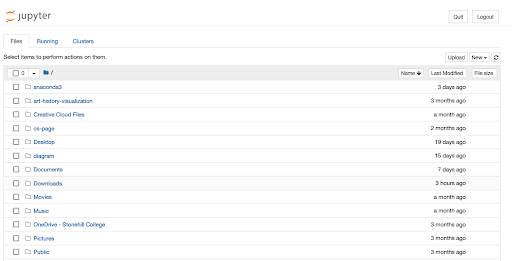 jupyter
Quit Logout
Files Running Clusters
Select items to perform actions on them.
Upload New
0 / Name Last Modified File size
anaconda3 3 days ago
art-history-visualization 3 months ago
Creative Cloud Files a month ago
cs-page 2 months ago
Desktop 19 days ago
diagram 15 days ago
Documents 7 days ago
Downloads 3 hours ago
Movies a month ago
Music a month ago
OneDrive - Stonehill College 3 months ago
Pictures 3 months ago
Public 3 months ago